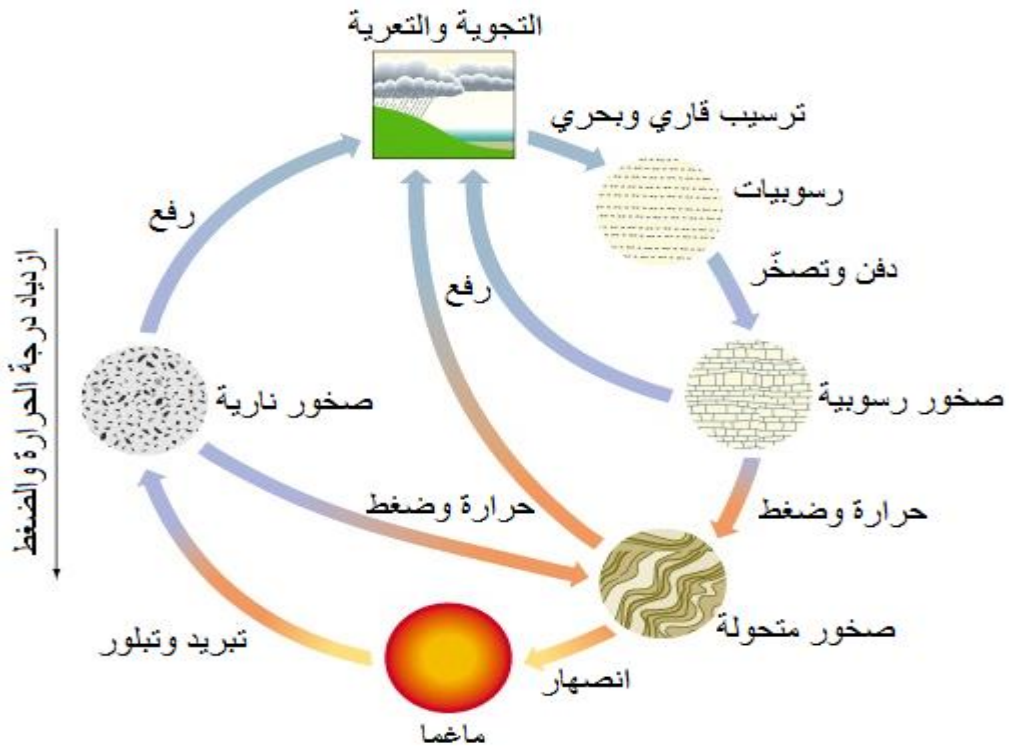 التجوية والتعرية
ترسيب قاري وبحري
رسوبيات
دفن وتصخّر
رفع
رفع
ازدياد درجة الحرارة والضغط
صخور نارية
صخور رسوبية
حرارة وضغط
حرارة وضغط
صخور متحولة
تبريد وتبلور
انصهار
ماغما